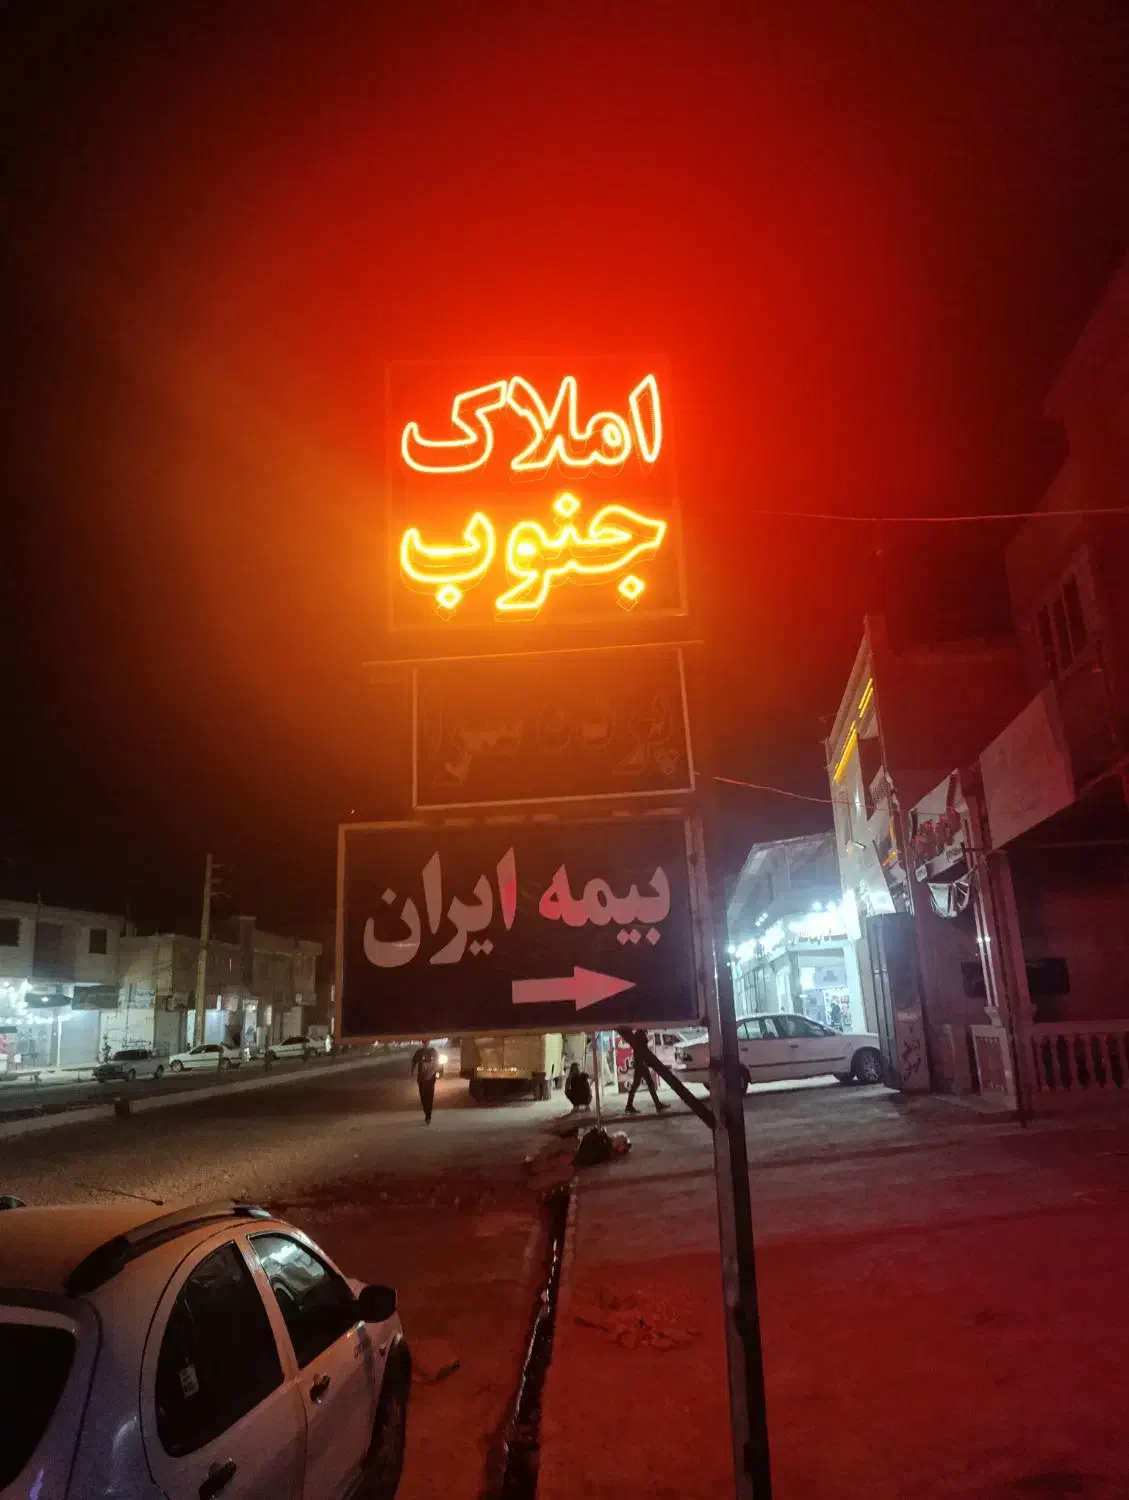 املاک
جنوب
بیمه ایران